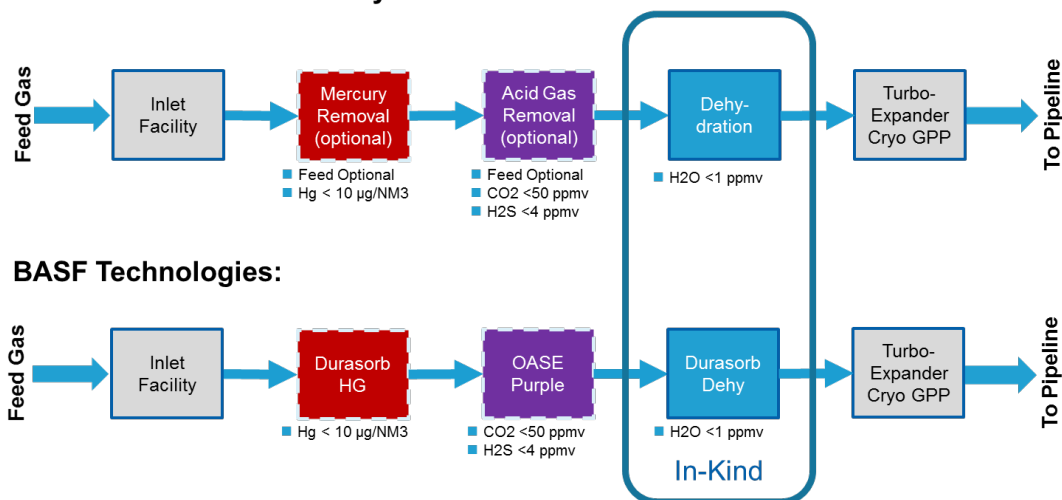 Feed Gas
Inlet
Facility
Mercury
Removal
(optional)
Acid Gas
Removal
(optional)
Dehy-
dration
Turbo-
Expander
Cryo GPP
To Pipeline
Feed Optional
Hg < 10 µg/NM3
Feed Optional
CO2 <50 ppmv
H2S <4 ppmv
H2O <1 ppmv
BASF Technologies:
Feed Gas
Inlet
Facility
Durasorb
HG
OASE
Purple
Durasorb
Dehy
Turbo-
Expander
Cryo GPP
To Pipeline
Hg < 10 µg/NM3
CO2 <50 ppmv
H2S <4 ppmv
H2O <1 ppmv
In-Kind